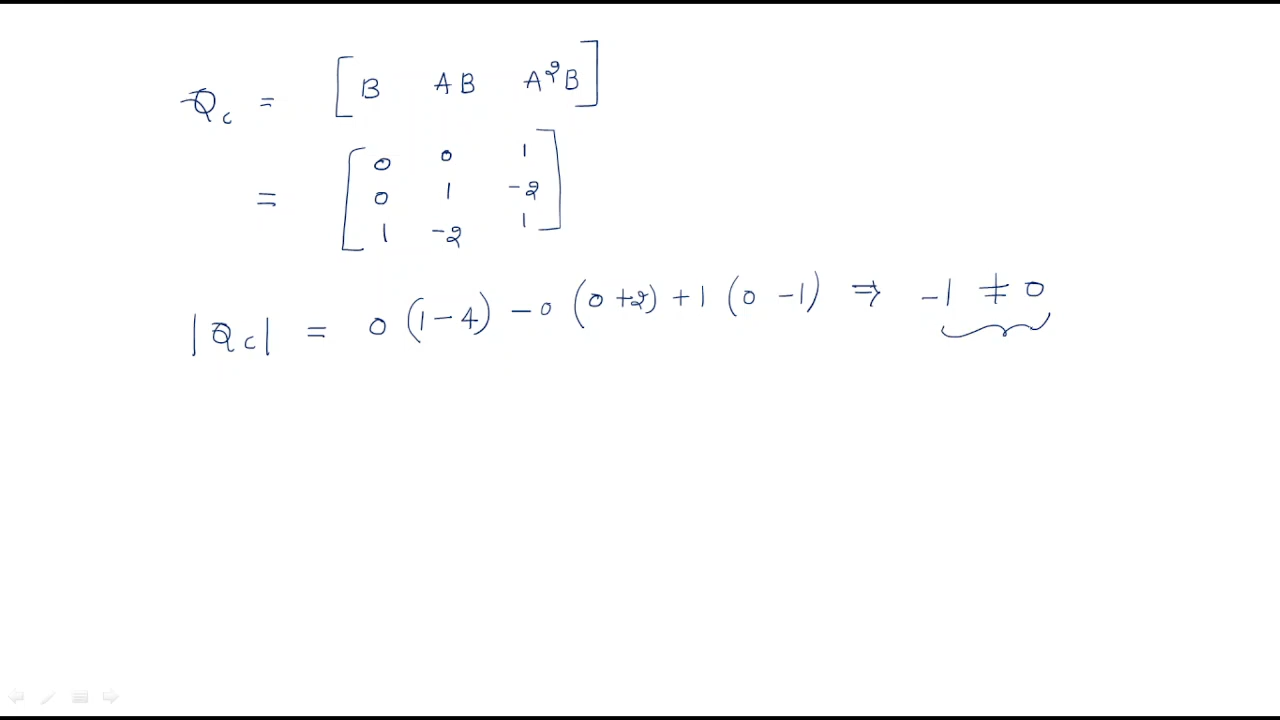 Qc = [ B AB A²B ]
= [ 0 0 1
0 1 -2
1 -2 1 ]
|Qc| = 0 (1-4) - 0 (0+2) + 1 (0-1) ⇒ -1 ≠ 0